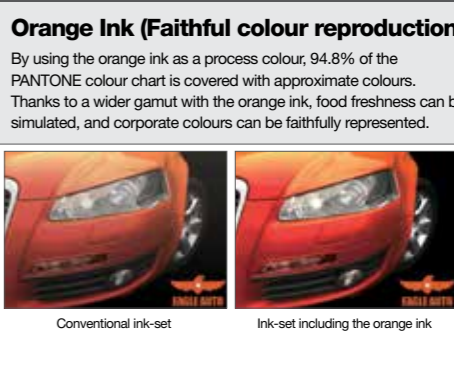 Orange Ink (Faithful colour reproduction
By using the orange ink as a process colour, 94.8% of the
PANTONE colour chart is covered with approximate colours.
Thanks to a wider gamut with the orange ink, food freshness can b
simulated, and corporate colours can be faithfully represented.
EAGLE AUTO
EAGLE AUTO
Conventional ink-set
Ink-set including the orange ink